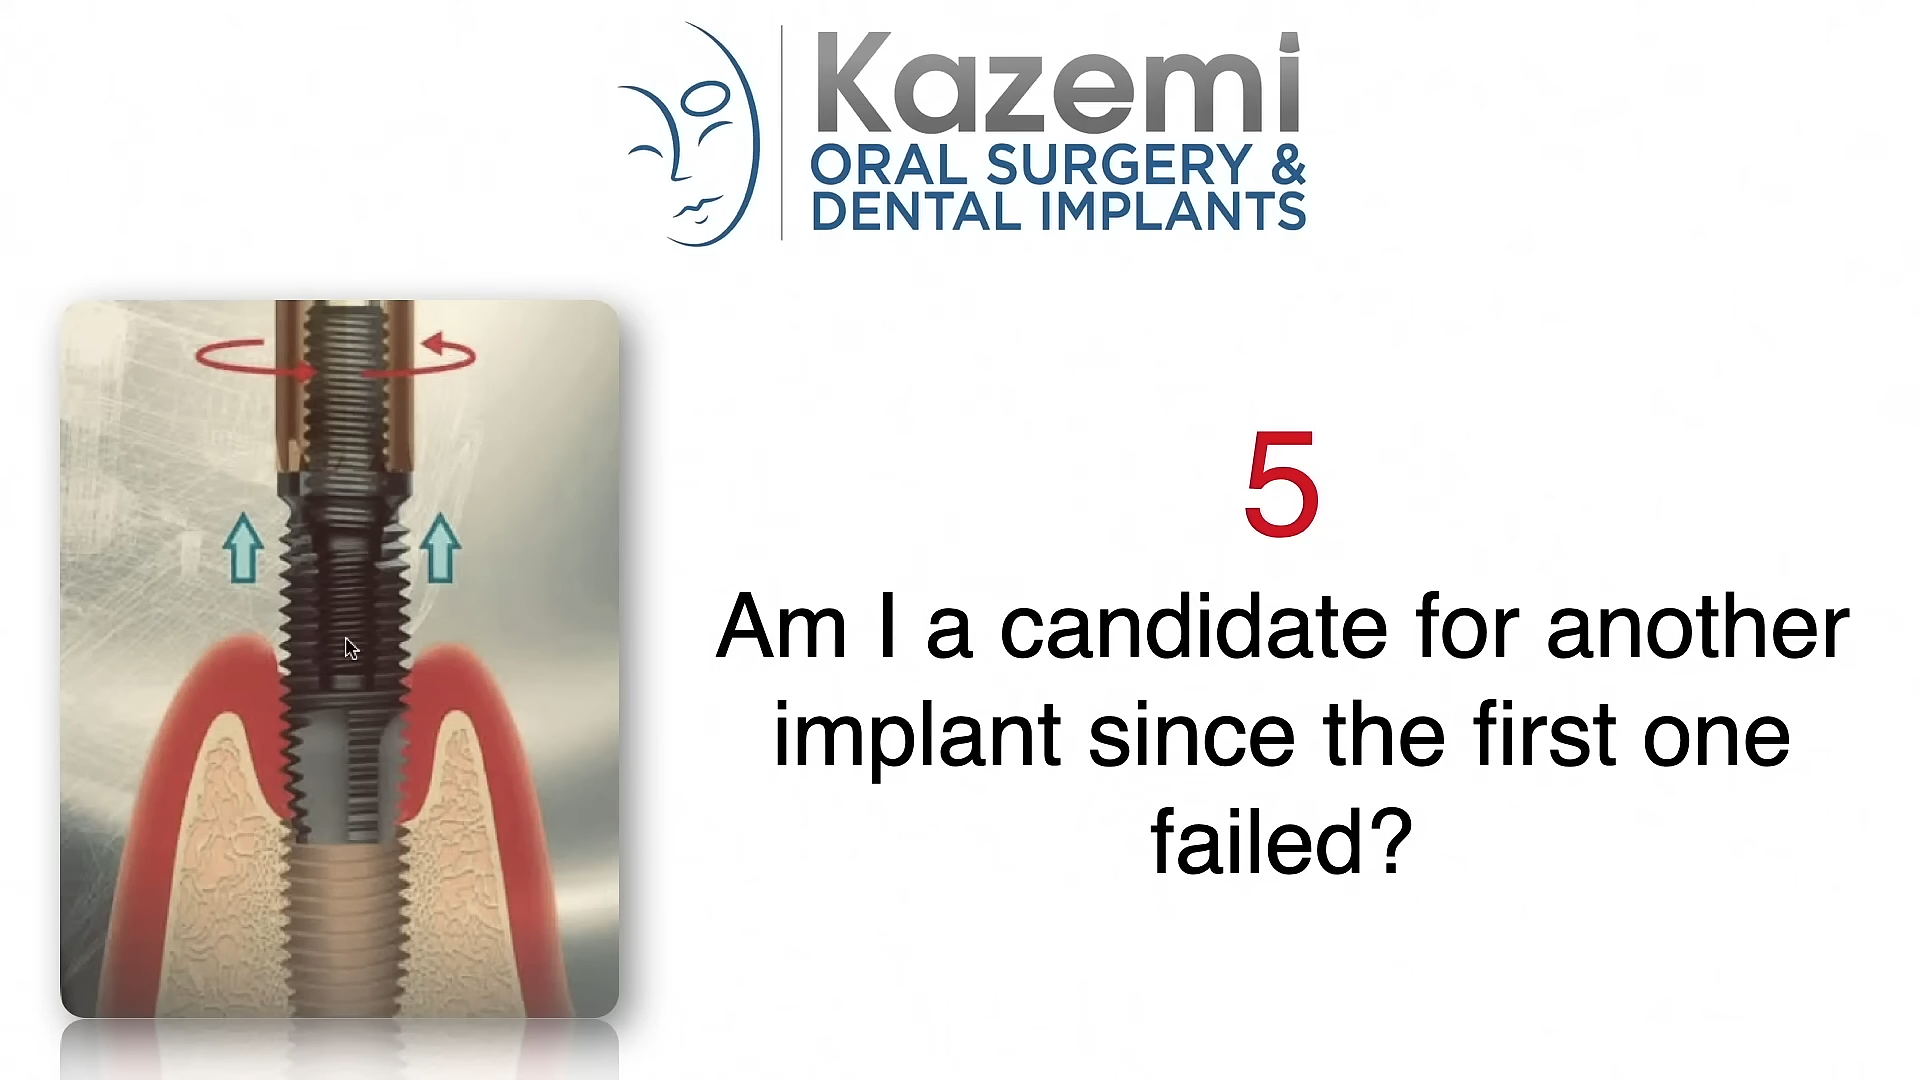 Kazemi
ORAL SURGERY &
DENTAL IMPLANTS
5
Am I a candidate for another
implant since the first one
failed?